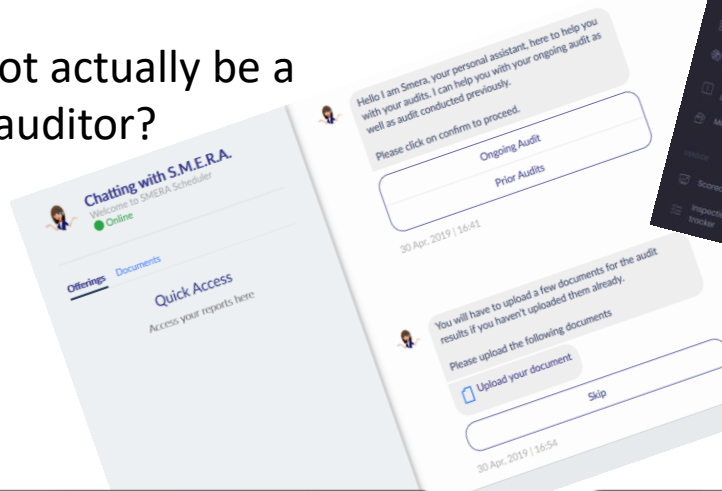 ot actually be a
auditor?
Chatting with S.M.E.R.A.
Welcome to SMERA Scheduler
Online
Offerings Documents
Quick Access
Access your reports here
Hello I am Smera, your personal assistant, here to help you
with your audits. I can help you with your ongoing audit as
well as audit conducted previously.
Please click on confirm to proceed.
Ongoing Audit
Prior Audits
30 Apr, 2019 | 16:41
You will have to upload a few documents for the audit
results if you haven't uploaded them already.
Please upload the following documents
Upload your document
Skip
30 Apr, 2019 | 16:54
tracker